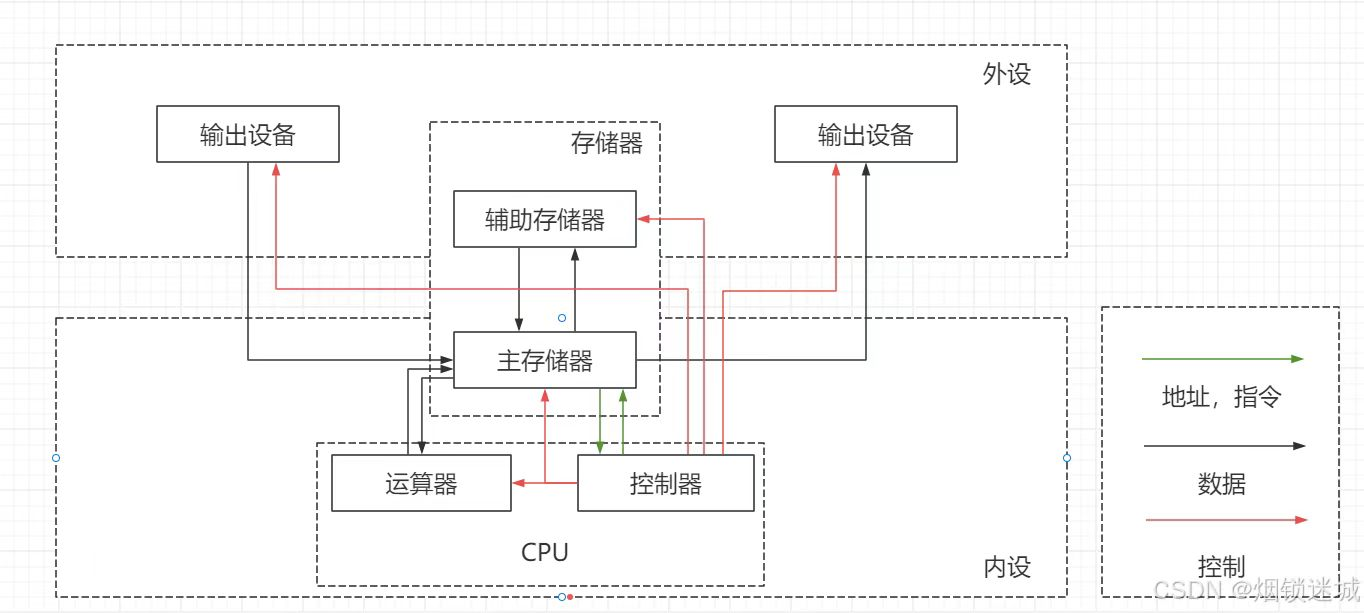 外设
输出设备
存储器
输出设备
辅助存储器
主存储器
地址，指令
运算器
控制器
数据
CPU
内设
控制
CSDN @烟锁迷城